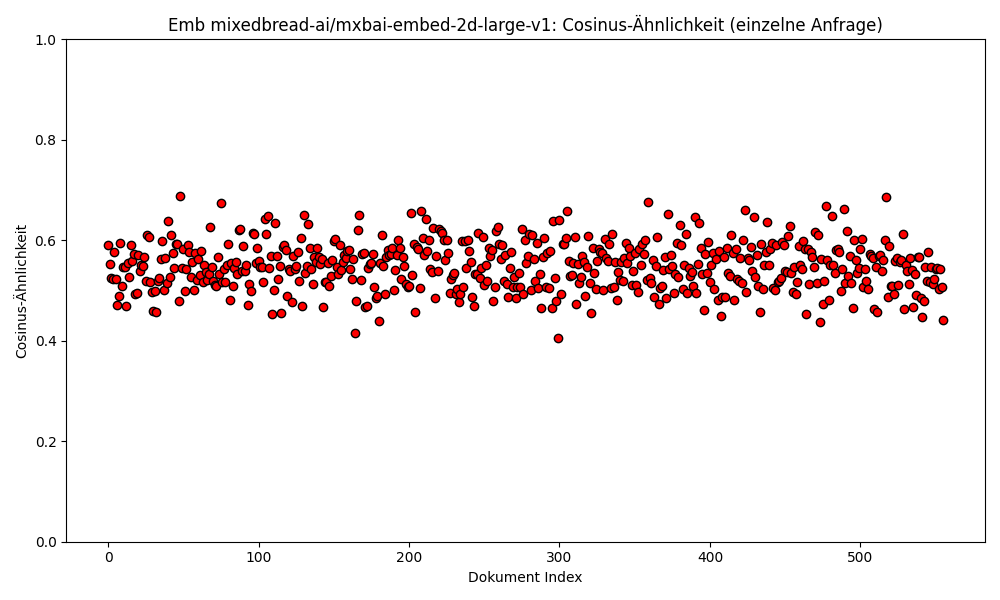 Emb mixedbread-ai/mxbai-embed-2d-large-v1: Cosinus-Ähnlichkeit (einzelne Anfrage)
1.0
0.8
0.6
0.4
0.2
0.0
Cosinus-Ähnlichkeit
0 100 200 300 400 500
Dokument Index